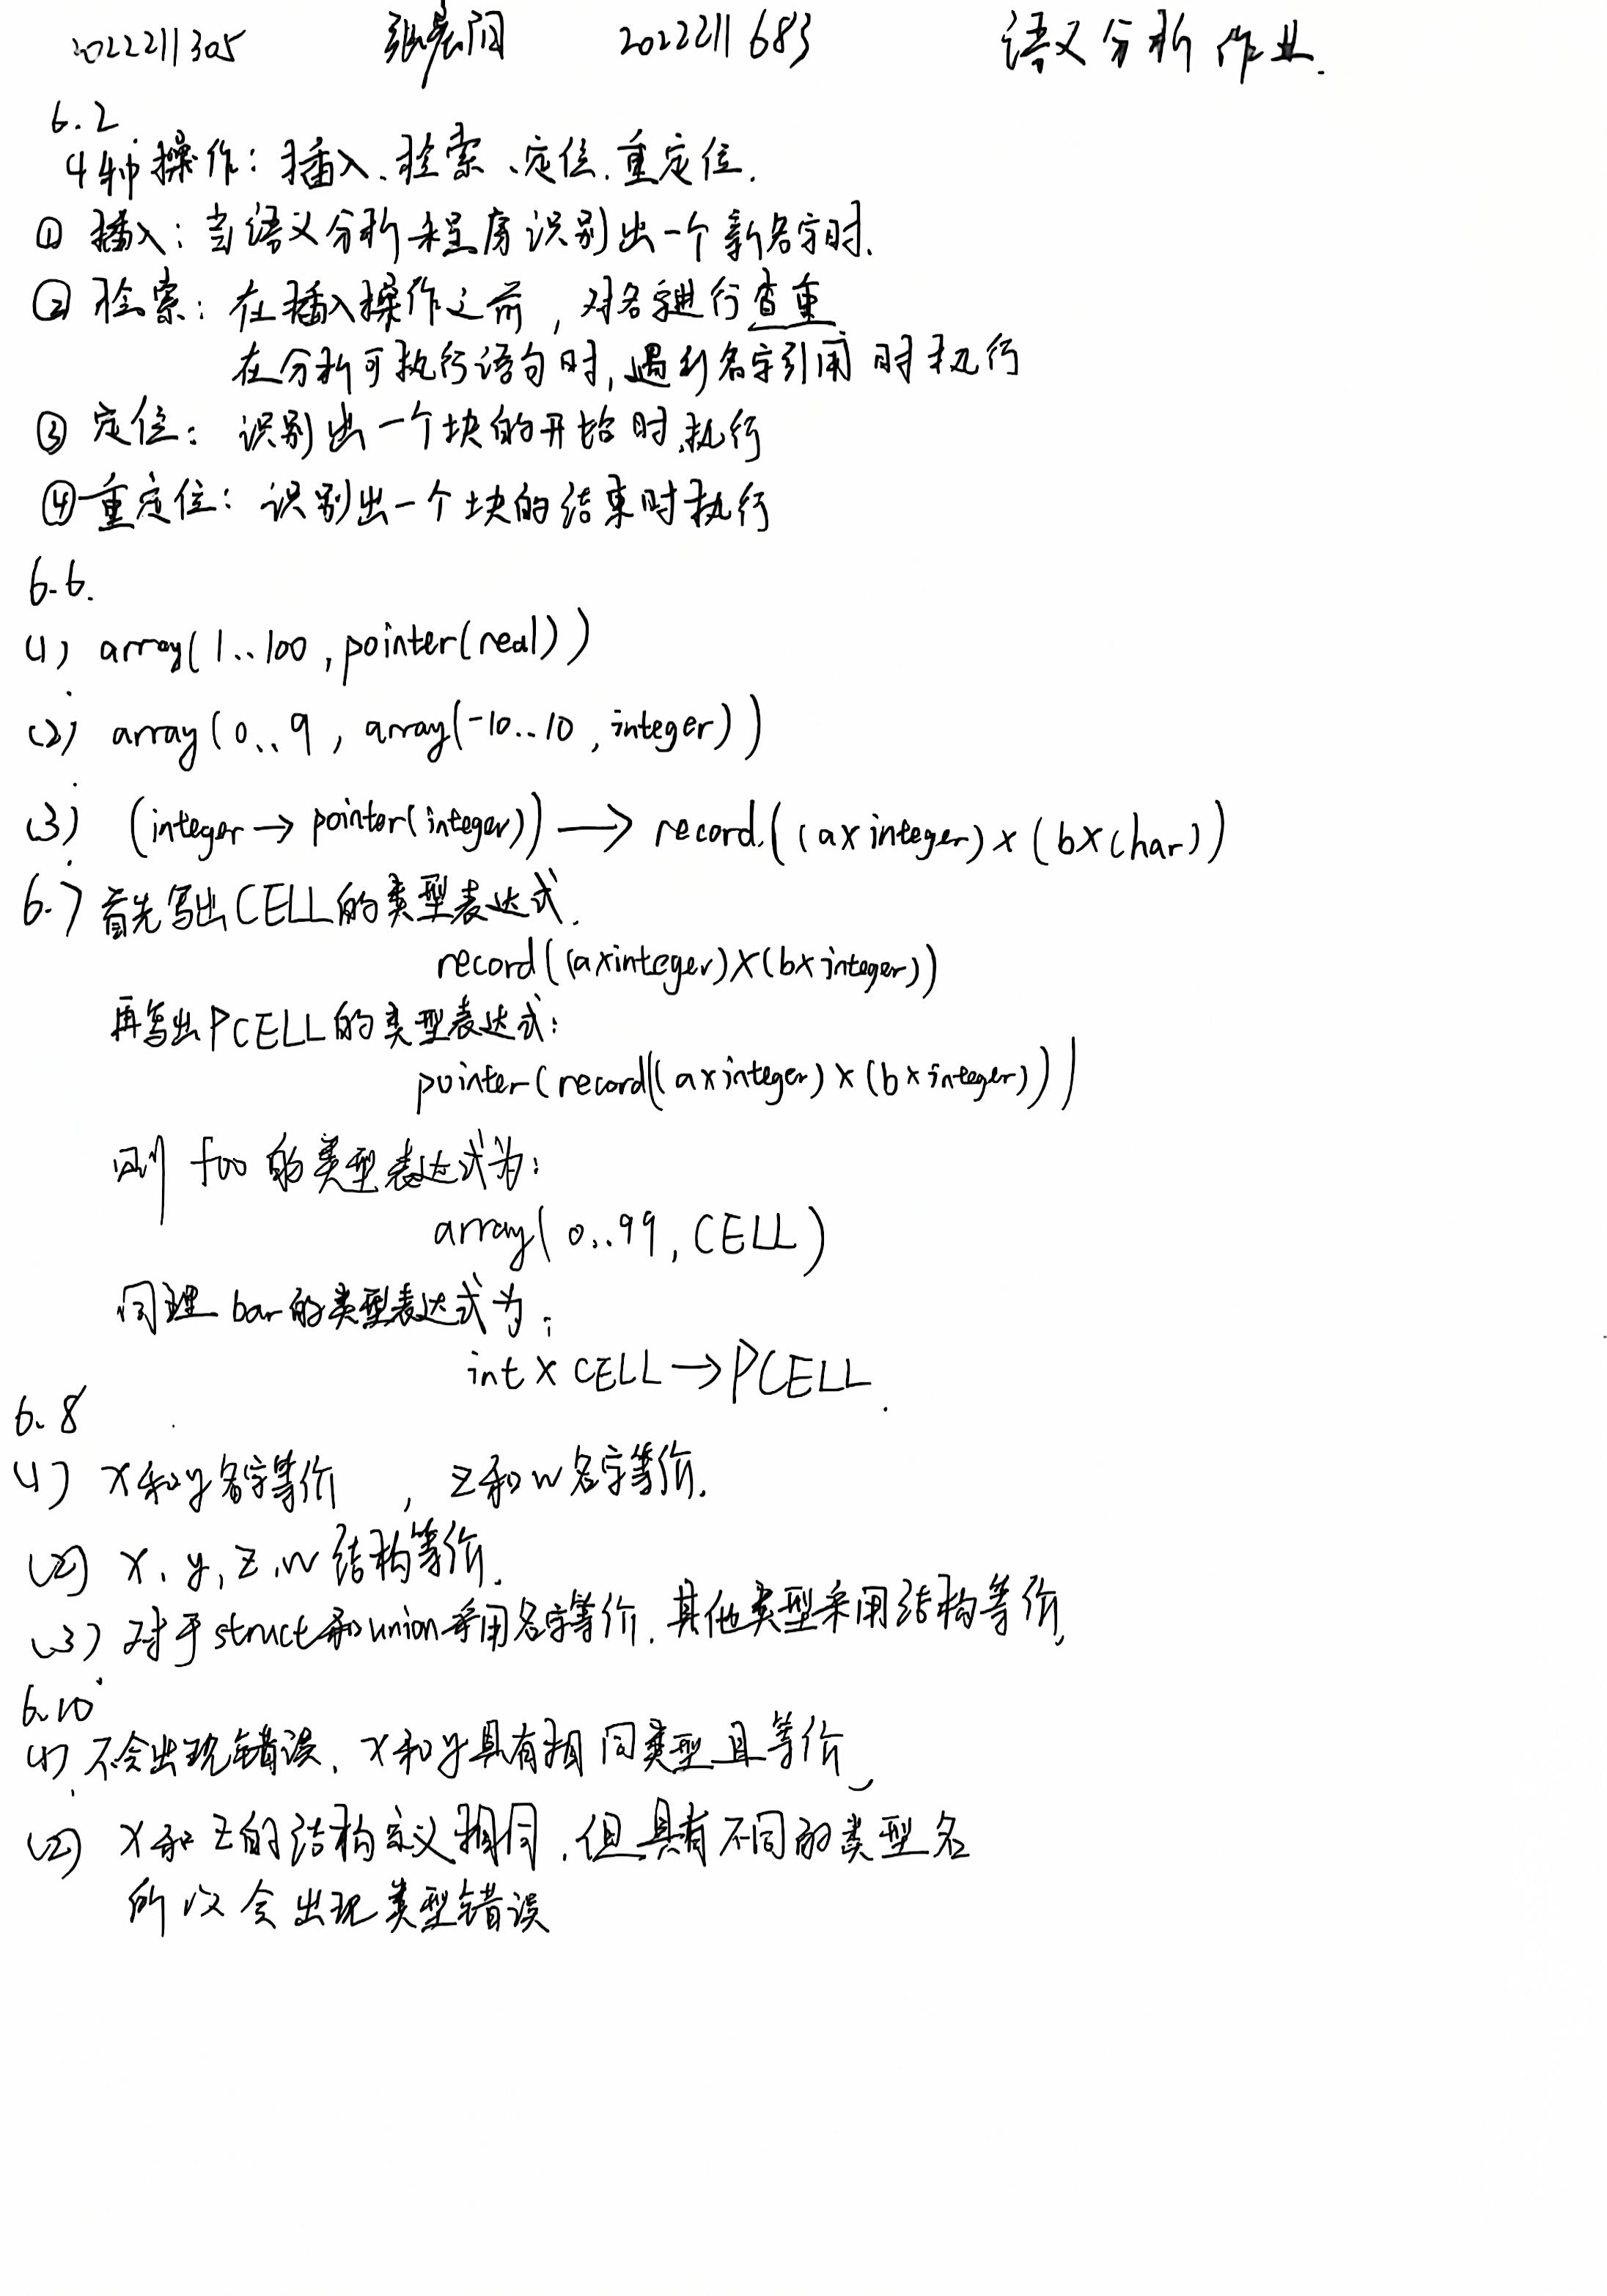 2022211305 张晨阳 2022211683 语义分析作业.
6.2
4种操作：插入、检索、定位、重定位.
① 插入：当语义分析程序识别出一个新名字时.
② 检索：在插入操作之前，对名字进行查重
在分析可执行语句时，遇到名字引用时执行
③ 定位：识别出一个块的开始时执行
④ 重定位：识别出一个块的结束时执行
6.6.
(1) array(1..100, pointer(real))
(2) array(0..9, array(-10..10, integer))
(3) (integer→pointer(integer))→record((a×integer)×(b×char))
6.7 首先写出CELL的类型表达式.
record((a×integer)×(b×integer))
再写出PCELL的类型表达式：
pointer(record((a×integer)×(b×integer)))
则 foo 的类型表达式为：
array(0..99, CELL)
同理 bar 的类型表达式为：
int×CELL→PCELL.
6.8
(1) x和y名字等价，z和w名字等价.
(2) x、y,z,w结构等价.
(3) 对于struct和union采用名字等价.其他类型采用结构等价,
6.10
(1) 不会出现错误、x和y具有相同类型且等价
(2) x和z的结构定义相同.但具有不同的类型名
所以会出现类型错误